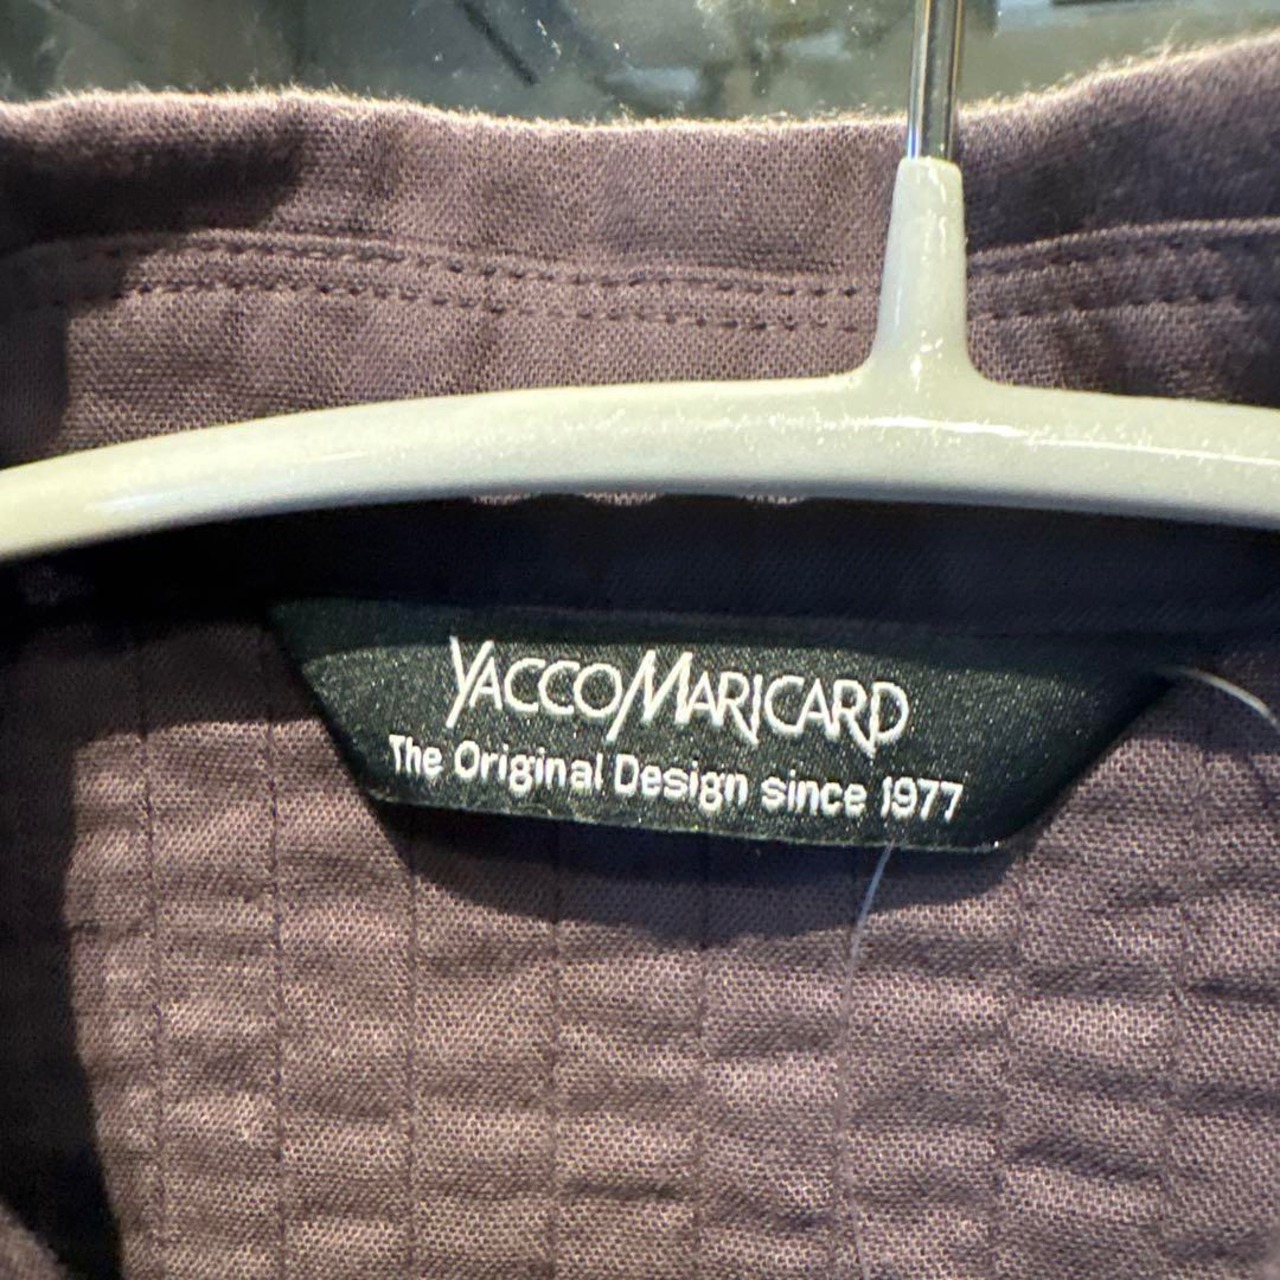 YACCOMARICARD
The Original Design since 1977